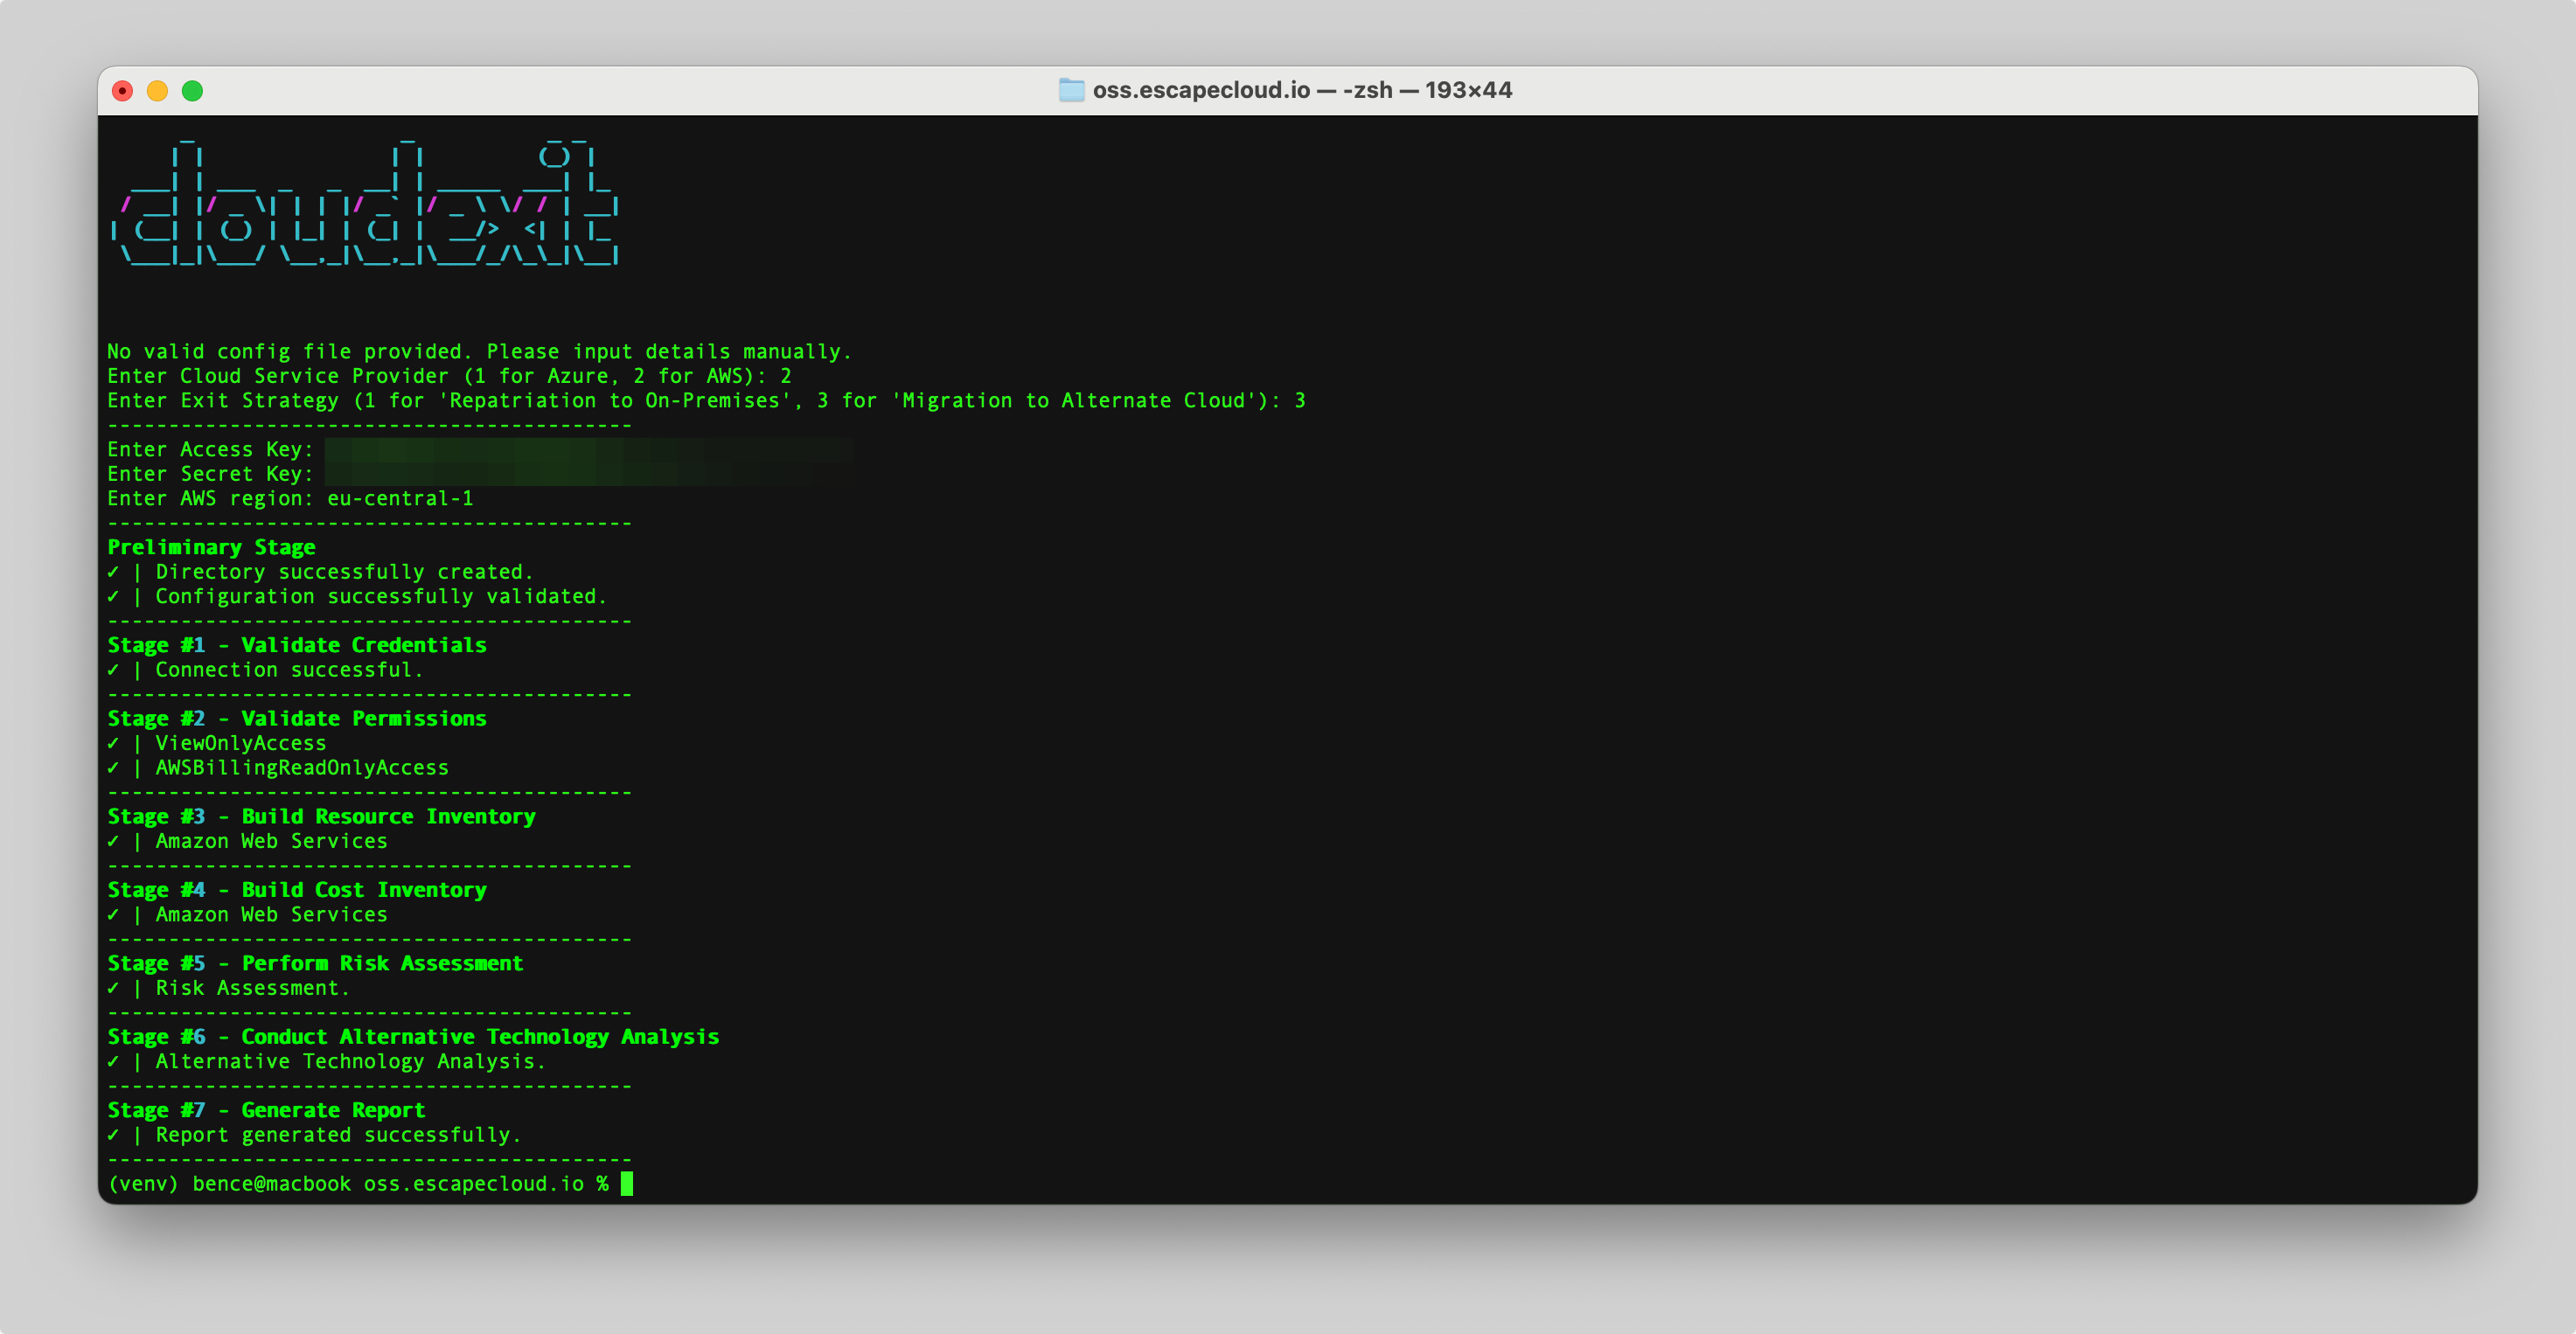 oss.escapecloud.io — -zsh — 193×44
cloudexit
No valid config file provided. Please input details manually.
Enter Cloud Service Provider (1 for Azure, 2 for AWS): 2
Enter Exit Strategy (1 for 'Repatriation to On-Premises', 3 for 'Migration to Alternate Cloud'): 3
-------------------------------------------
Enter Access Key:
Enter Secret Key:
Enter AWS region: eu-central-1
-------------------------------------------
Preliminary Stage
✓ | Directory successfully created.
✓ | Configuration successfully validated.
-------------------------------------------
Stage #1 - Validate Credentials
✓ | Connection successful.
-------------------------------------------
Stage #2 - Validate Permissions
✓ | ViewOnlyAccess
✓ | AWSBillingReadOnlyAccess
-------------------------------------------
Stage #3 - Build Resource Inventory
✓ | Amazon Web Services
-------------------------------------------
Stage #4 - Build Cost Inventory
✓ | Amazon Web Services
-------------------------------------------
Stage #5 - Perform Risk Assessment
✓ | Risk Assessment.
-------------------------------------------
Stage #6 - Conduct Alternative Technology Analysis
✓ | Alternative Technology Analysis.
-------------------------------------------
Stage #7 - Generate Report
✓ | Report generated successfully.
-------------------------------------------
(venv) bence@macbook oss.escapecloud.io %